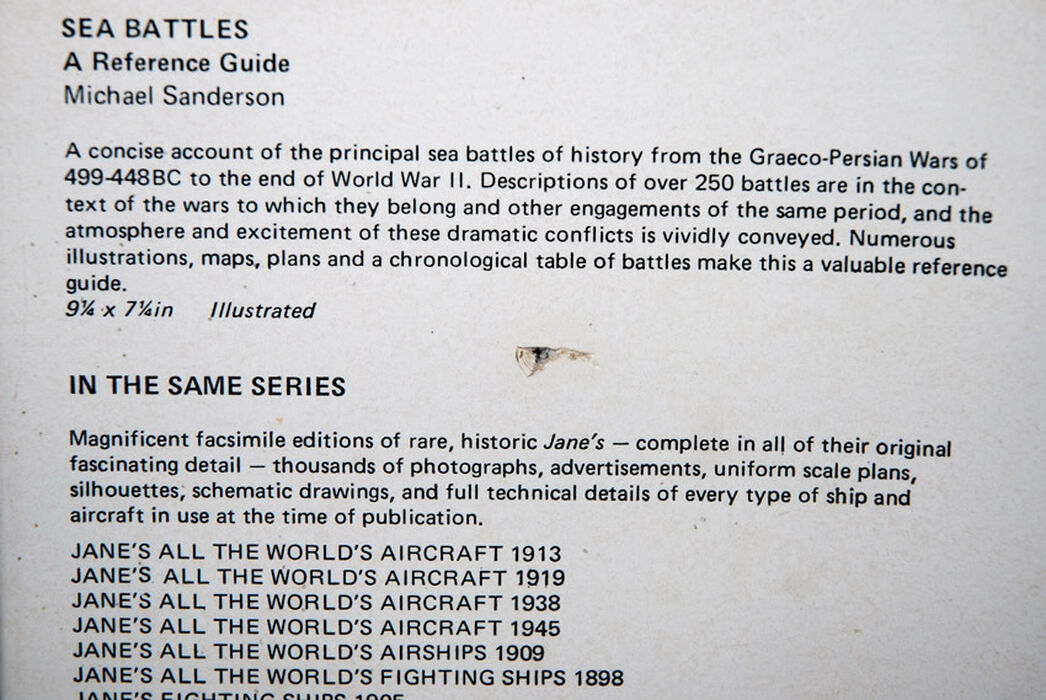 SEA BATTLES
A Reference Guide
Michael Sanderson
A concise account of the principal sea battles of history from the Graeco-Persian Wars of
499-448BC to the end of World War II. Descriptions of over 250 battles are in the con-
text of the wars to which they belong and other engagements of the same period, and the
atmosphere and excitement of these dramatic conflicts is vividly conveyed. Numerous
illustrations, maps, plans and a chronological table of battles make this a valuable reference
guide.
9¼ x 7¼in Illustrated
IN THE SAME SERIES
Magnificent facsimile editions of rare, historic Jane's — complete in all of their original
fascinating detail — thousands of photographs, advertisements, uniform scale plans,
silhouettes, schematic drawings, and full technical details of every type of ship and
aircraft in use at the time of publication.
JANE'S ALL THE WORLD'S AIRCRAFT 1913
JANE'S ALL THE WORLD'S AIRCRAFT 1919
JANE'S ALL THE WORLD'S AIRCRAFT 1938
JANE'S ALL THE WORLD'S AIRCRAFT 1945
JANE'S ALL THE WORLD'S AIRSHIPS 1909
JANE'S ALL THE WORLD'S FIGHTING SHIPS 1898
JANE'S FIGHTING SHIPS